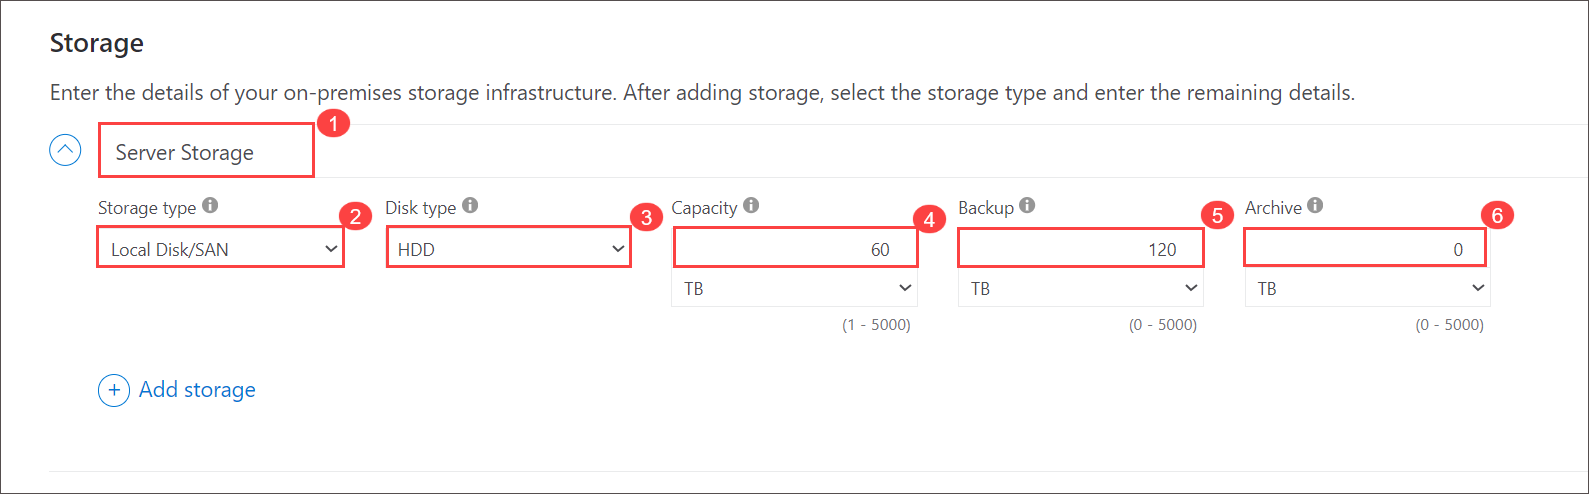 Storage
Enter the details of your on-premises storage infrastructure. After adding storage, select the storage type and enter the remaining details.
1
Server Storage
Storage type 2 Disk type 3 Capacity 4 Backup 5 Archive 6
Local Disk/SAN HDD 60 120 0
TB TB TB
(1 - 5000) (0 - 5000) (0 - 5000)
+ Add storage